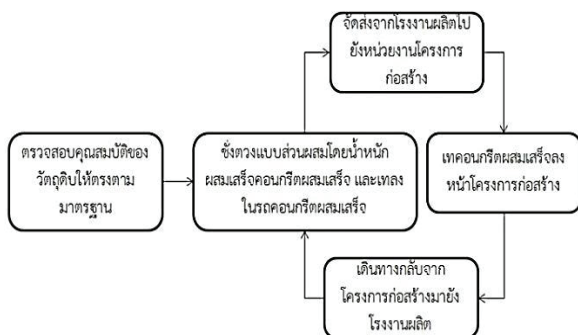 จัดส่งจากโรงงานผลิตไป
ยังหน่วยงานโครงการ
ก่อสร้าง
ตรวจสอบคุณสมบัติของ
วัตถุดิบให้ตรงตาม
มาตรฐาน
ชั่งตวงแบบส่วนผสมโดยน้ำหนัก
ผสมเสร็จคอนกรีตผสมเสร็จ และเทลง
ในรถคอนกรีตผสมเสร็จ
เทคอนกรีตผสมเสร็จลง
หน้าโครงการก่อสร้าง
เดินทางกลับจาก
โครงการก่อสร้างมายัง
โรงงานผลิต